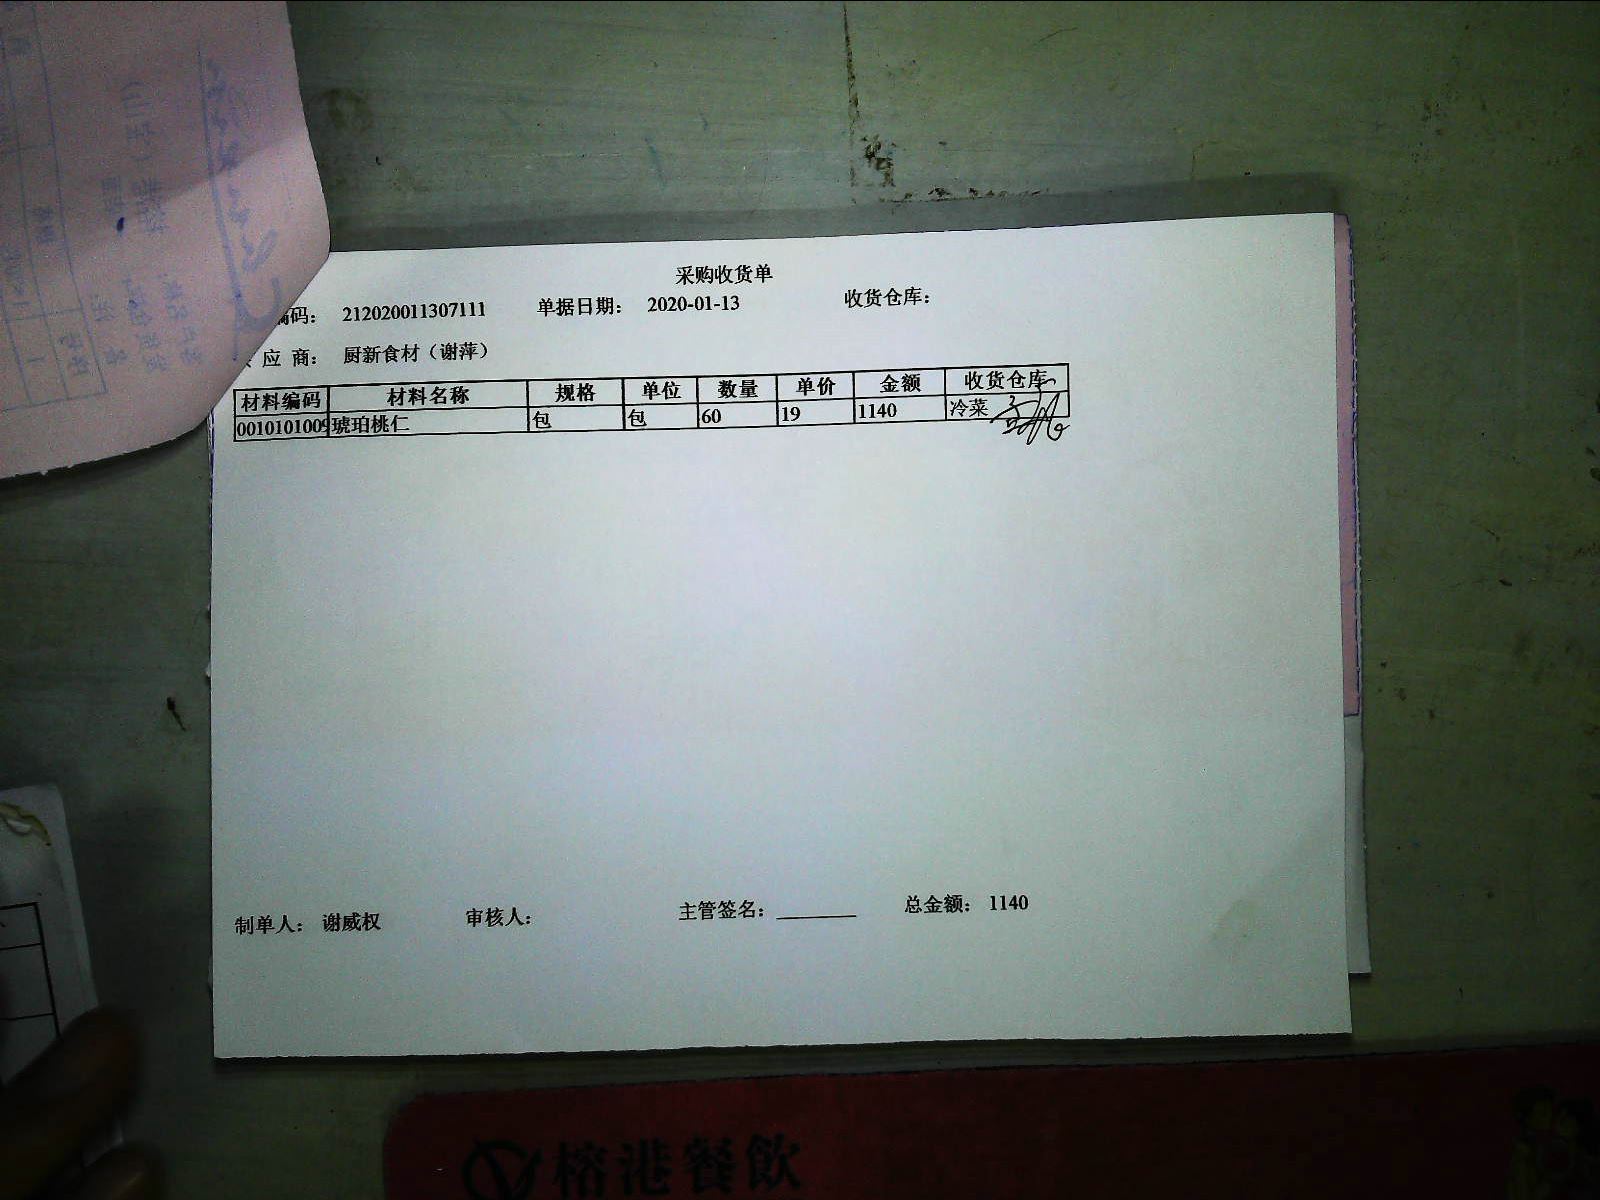 采购收货单
编码： 212020011307111 单据日期： 2020-01-13 收货仓库：
应 商： 厨新食材（谢萍）
材料编码 材料名称 规格 单位 数量 单价 金额 收货仓库
0010101009 琥珀桃仁 包 包 60 19 1140 冷菜
制单人： 谢威权 审核人： 主管签名： 总金额： 1140
榕港餐飲